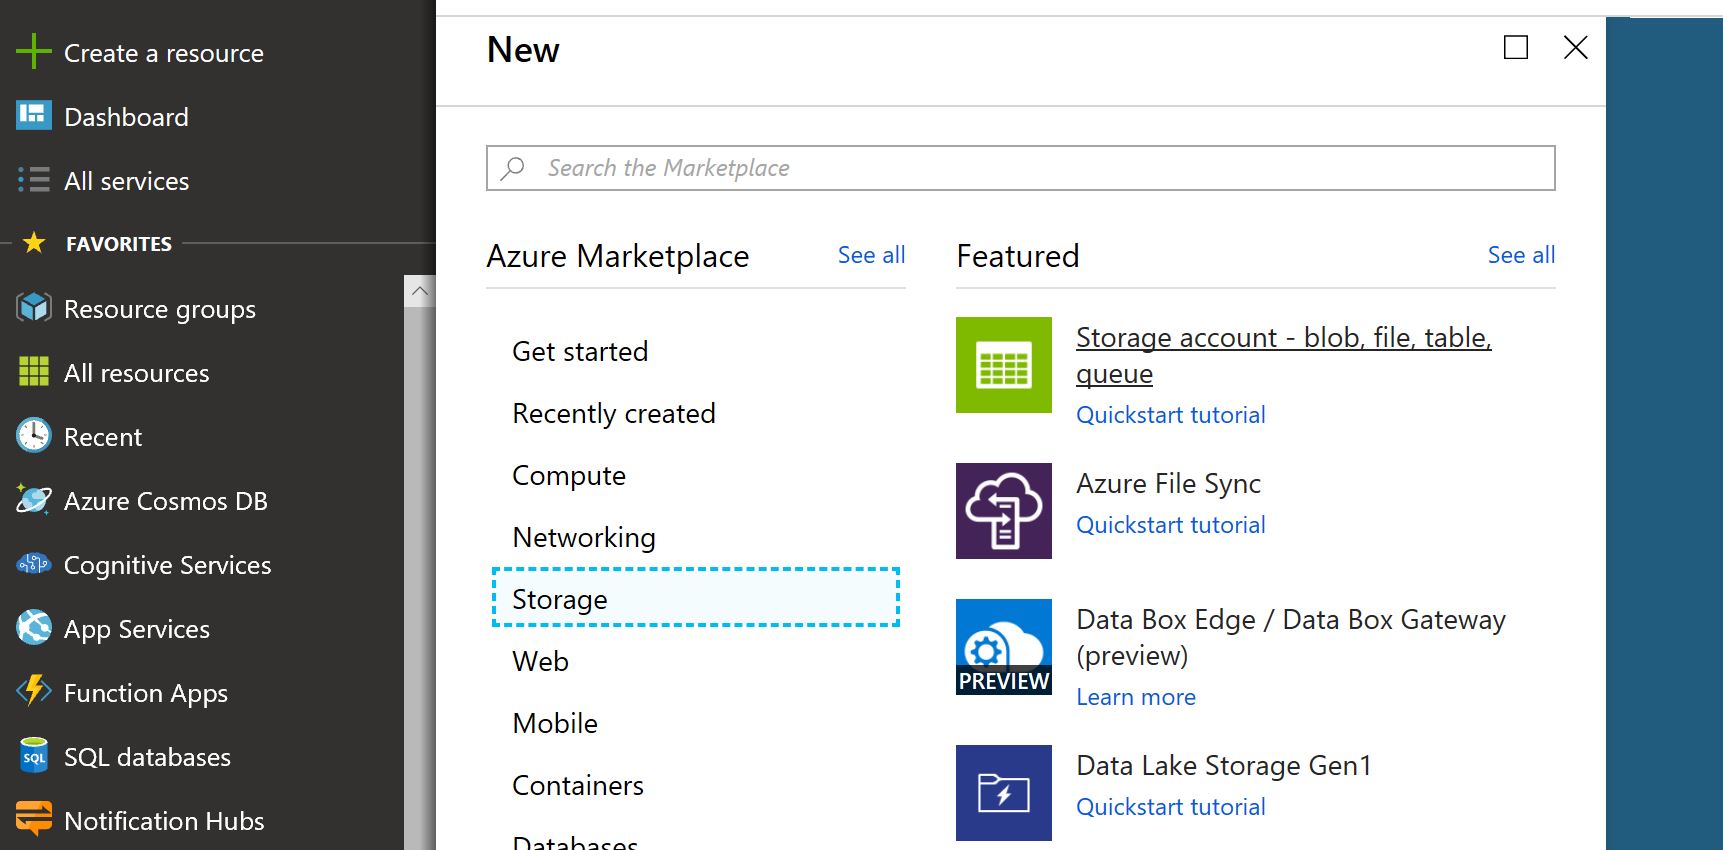 Create a resource
Dashboard
All services
FAVORITES
Resource groups
All resources
Recent
Azure Cosmos DB
Cognitive Services
App Services
Function Apps
SQL
SQL databases
Notification Hubs
New
Search the Marketplace
Azure Marketplace
See all
Get started
Recently created
Compute
Networking
Storage
Web
Mobile
Containers
Databases
Featured
See all
Storage account - blob, file, table,
queue
Quickstart tutorial
Azure File Sync
Quickstart tutorial
PREVIEW
Data Box Edge / Data Box Gateway
(preview)
Learn more
Data Lake Storage Gen1
Quickstart tutorial